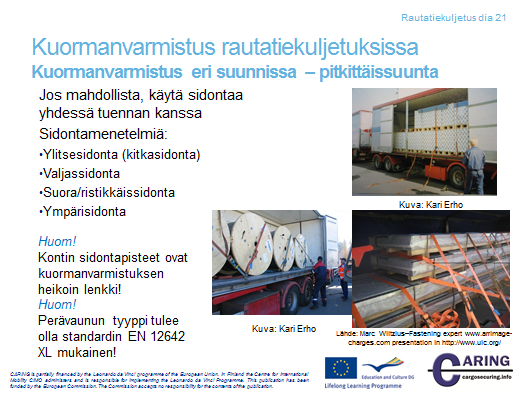 Rautatiekuljetus dia 21
Kuormanvarmistus rautatiekuljetuksissa
Kuormanvarmistus eri suunnissa – pitkittäissuunta
Jos mahdollista, käytä sidontaa
yhdessä tuennan kanssa
Sidontamenetelmiä:
•Ylitsesidonta (kitkasidonta)
•Valjassidonta
•Suora/ristikkäissidonta
•Ympärisidonta
Kuva: Kari Erho
Huom!
Kontin sidontapisteet ovat
kuormanvarmistuksen
heikoin lenkki!
Huom!
Perävaunun tyyppi tulee
olla standardin EN 12642
XL mukainen!
Kuva: Kari Erho
Lähde: Marc Wiltzius–Fastening expert www.arrimage-
charges.com presentation in http://www.uic.org/
CARING is partially financed by the Leonardo da Vinci programme of the European Union. In Finland the Centre for International
Mobility CIMO administers and is responsible for implementing the Leonardo da Vinci Programme. This publication has been
funded by the European Commission. The Commission accepts no responsibility for the contents of the publication.
Education and Culture DG
Lifelong Learning Programme
CARING
cargosecuring.info